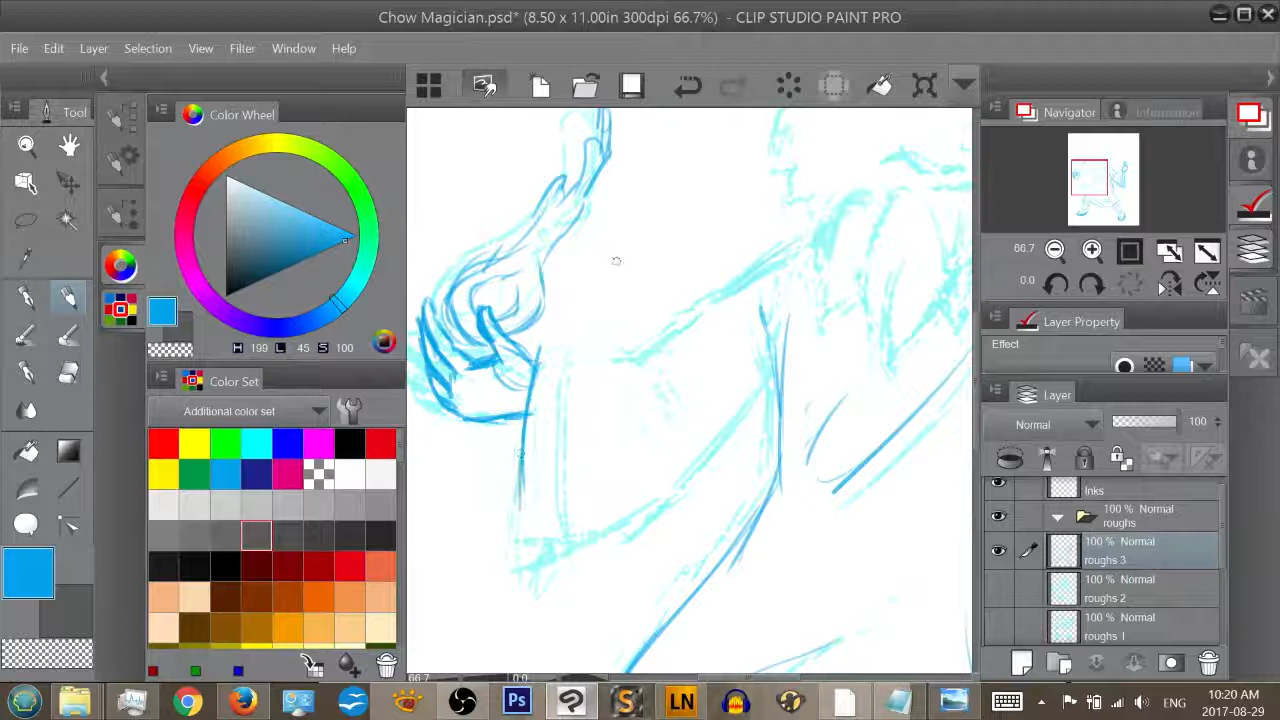 Chow Magician.psd* (8.50 x 11.00in 300dpi 66.7%) - CLIP STUDIO PAINT PRO
File Edit Layer Selection View Filter Window Help
Tool
Color Wheel
Navigator
Information
66.7
0.0
Layer Property
Effect
H 199 L 45 S 100
Color Set
Additional color set
Layer
Normal
100
Inks
100 % Normal
roughs
100 % Normal
roughs 3
100 % Normal
roughs 2
100 % Normal
roughs 1
66.7 0.0
Ps
S
LN
ENG
10:20 AM
2017-08-29